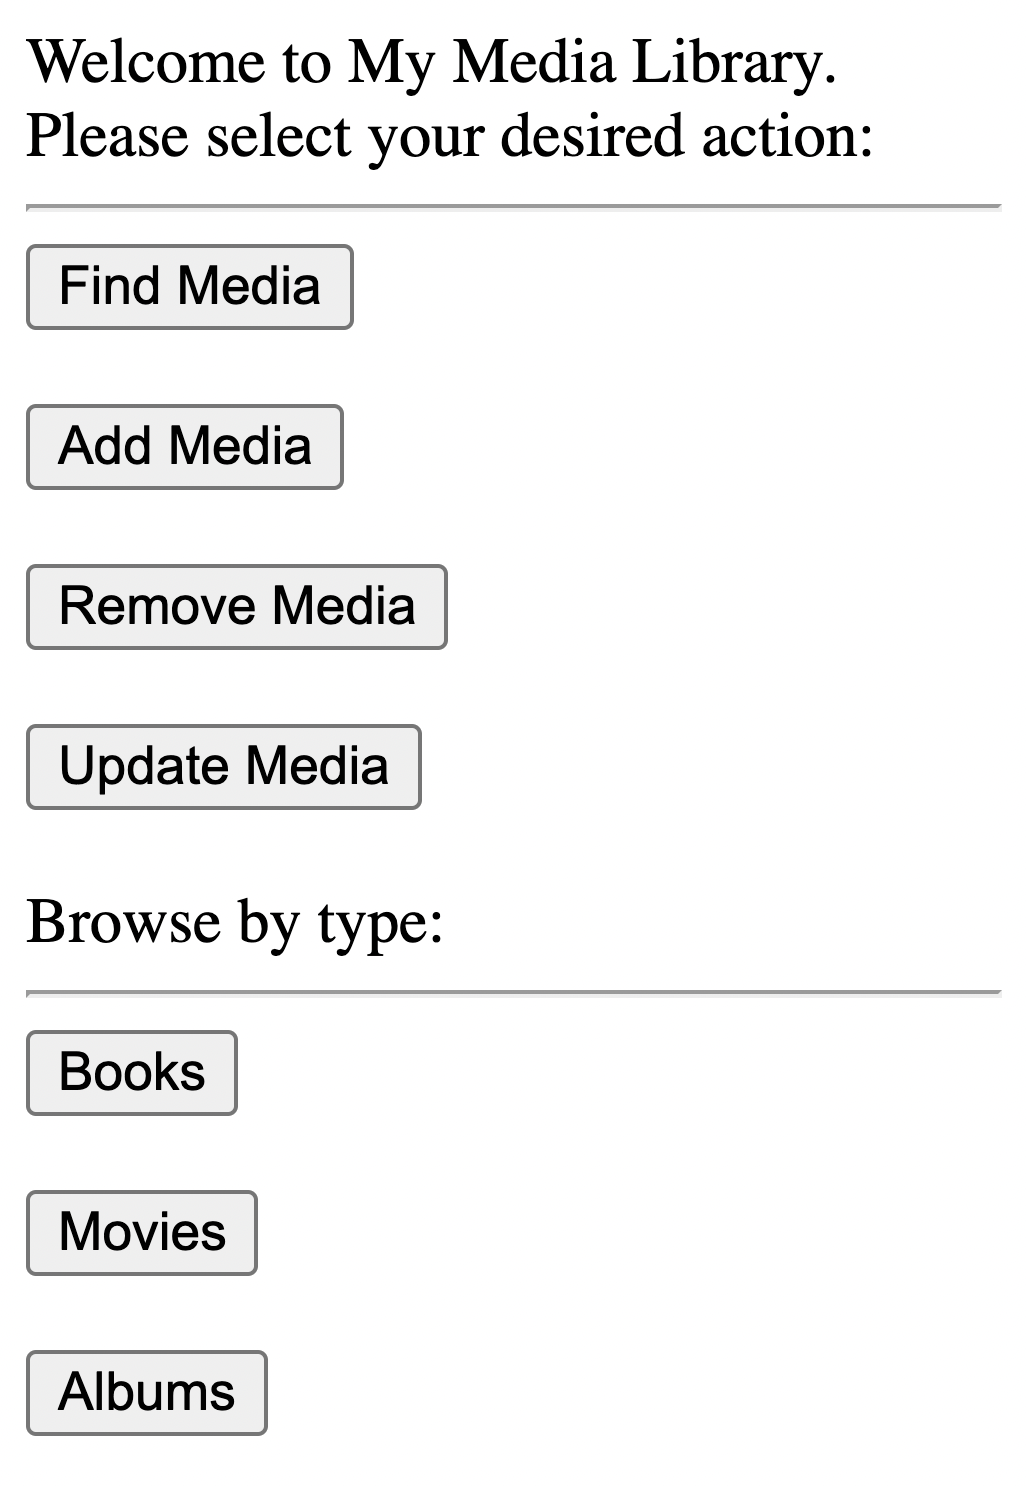 Welcome to My Media Library.
Please select your desired action:
Find Media
Add Media
Remove Media
Update Media
Browse by type:
Books
Movies
Albums